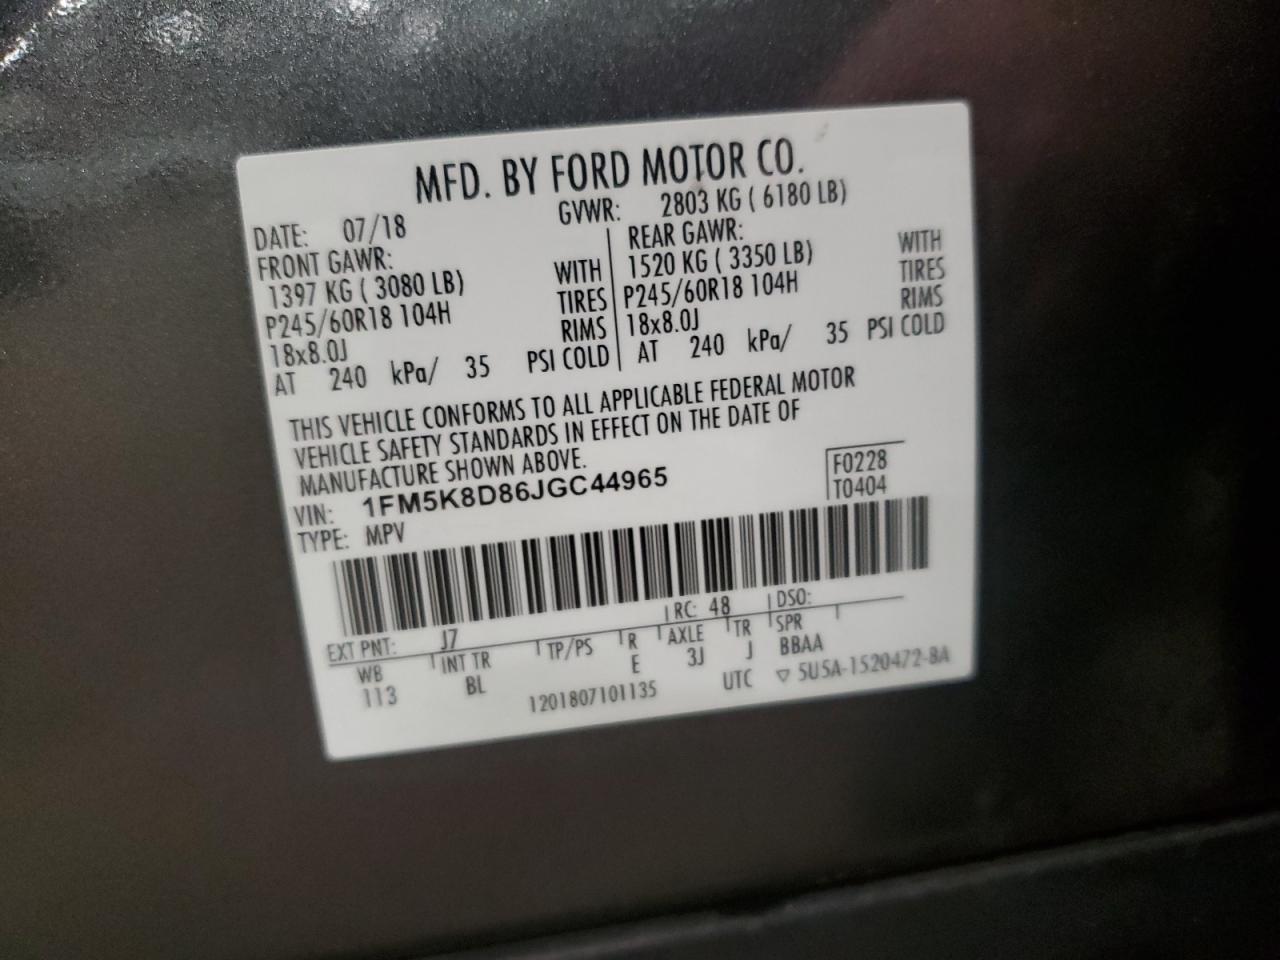 MFD. BY FORD MOTOR CO.
DATE: 07/18 GVWR: 2803 KG ( 6180 LB)
FRONT GAWR: REAR GAWR:
1397 KG ( 3080 LB) WITH 1520 KG ( 3350 LB) WITH
P245/60R18 104H TIRES P245/60R18 104H TIRES
18x8.0J RIMS 18x8.0J RIMS
AT 240 kPa/ 35 PSI COLD AT 240 kPa/ 35 PSI COLD
THIS VEHICLE CONFORMS TO ALL APPLICABLE FEDERAL MOTOR
VEHICLE SAFETY STANDARDS IN EFFECT ON THE DATE OF
MANUFACTURE SHOWN ABOVE.
VIN: 1FM5K8D86JGC44965 F0228
TYPE: MPV T0404
EXT PNT: J7 RC: 48 DSO:
WB INT TR TP/PS R AXLE TR SPR
113 BL E 3J J BBAA
1201807101135 UTC ▽ 5U5A-1520472-BA